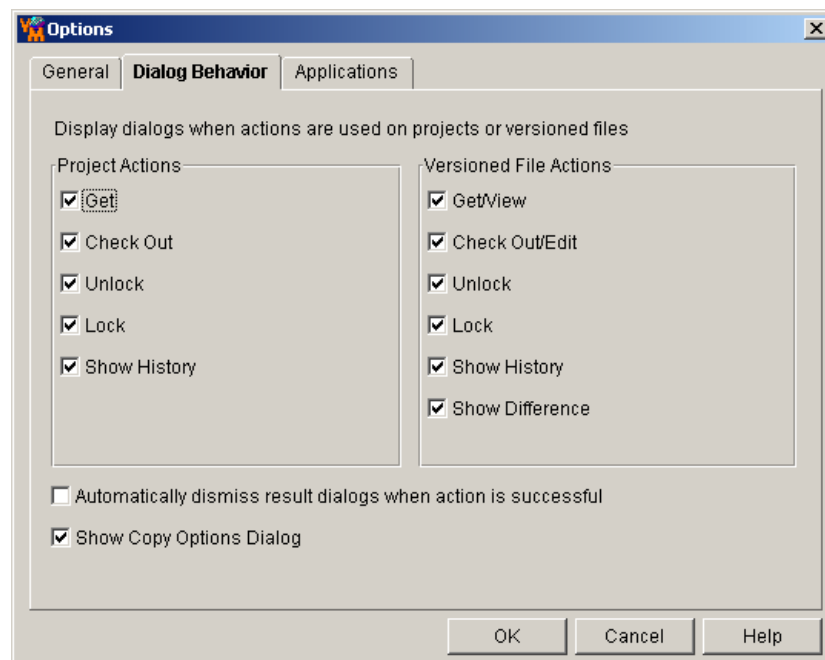 Options
General
Dialog Behavior
Applications
Display dialogs when actions are used on projects or versioned files
Project Actions
Get
Check Out
Unlock
Lock
Show History
Versioned File Actions
Get/View
Check Out/Edit
Unlock
Lock
Show History
Show Difference
Automatically dismiss result dialogs when action is successful
Show Copy Options Dialog
OK
Cancel
Help